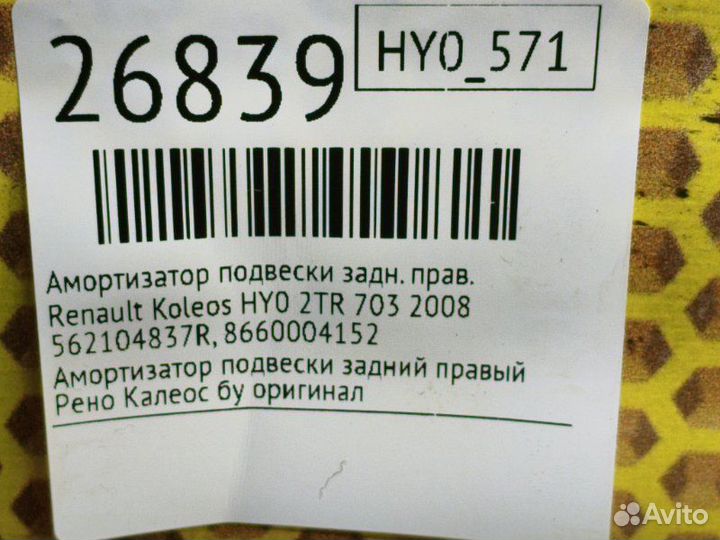 26839
HY0_571
Амортизатор подвески задн. прав.
Renault Koleos HY0 2TR 703 2008
562104837R, 8660004152
Амортизатор подвески задний правый
Рено Калеос бу оригинал
Avito